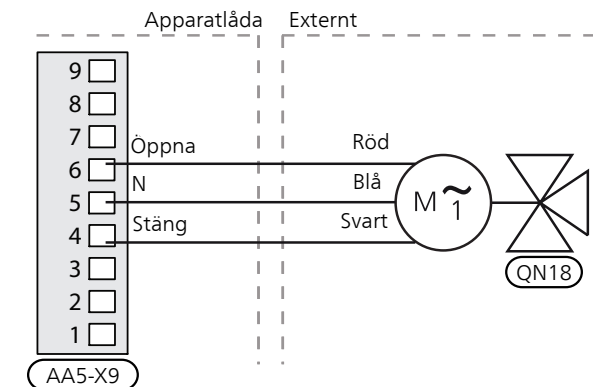 Apparatlåda Externt
9
8
7
Öppna Röd
6
N Blå
5
Stäng Svart
4
M ~ 1
3
2
QN18
1
AA5-X9